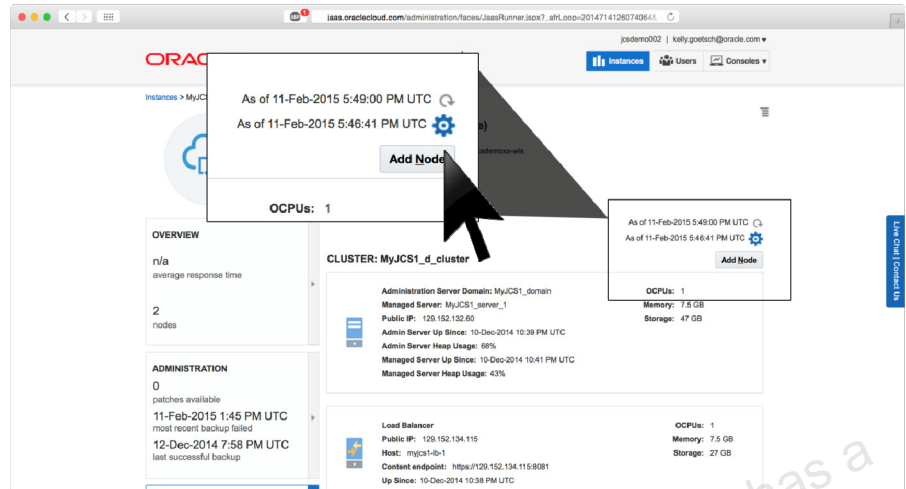 jaas.oraclecloud.com/administration/faces/JaasRunner.jspx?_afrLoop=2014714126074064
jcsdemo002 | kelly.goetsch@oracle.com
Instances
Users
Consoles
Instances >
As of 11-Feb-2015 5:49:00 PM UTC
As of 11-Feb-2015 5:46:41 PM UTC
Add Node
OCPUs: 1
As of 11-Feb-2015 5:49:00 PM UTC
As of 11-Feb-2015 5:46:41 PM UTC
Add Node
OVERVIEW
n/a
average response time
2
nodes
CLUSTER: MyJCS1_d_cluster
Administration Server Domain: MyJCS1_domain
Managed Server: MyJCS1_server_1
Public IP: 129.152.132.60
Admin Server Up Since: 10-Dec-2014 10:39 PM UTC
Admin Server Heap Usage: 68%
Managed Server Up Since: 10-Dec-2014 10:41 PM UTC
Managed Server Heap Usage: 43%
OCPUs: 1
Memory: 7.5 GB
Storage: 47 GB
ADMINISTRATION
0
patches available
11-Feb-2015 1:45 PM UTC
most recent backup failed
12-Dec-2014 7:58 PM UTC
last successful backup
Load Balancer
Public IP: 129.152.134.115
Host: myjcs1-lb-1
Content endpoint: https://129.152.134.115:8081
Up Since: 10-Dec-2014 10:38 PM UTC
OCPUs: 1
Memory: 7.5 GB
Storage: 27 GB
Live Chat | Contact Us
has a